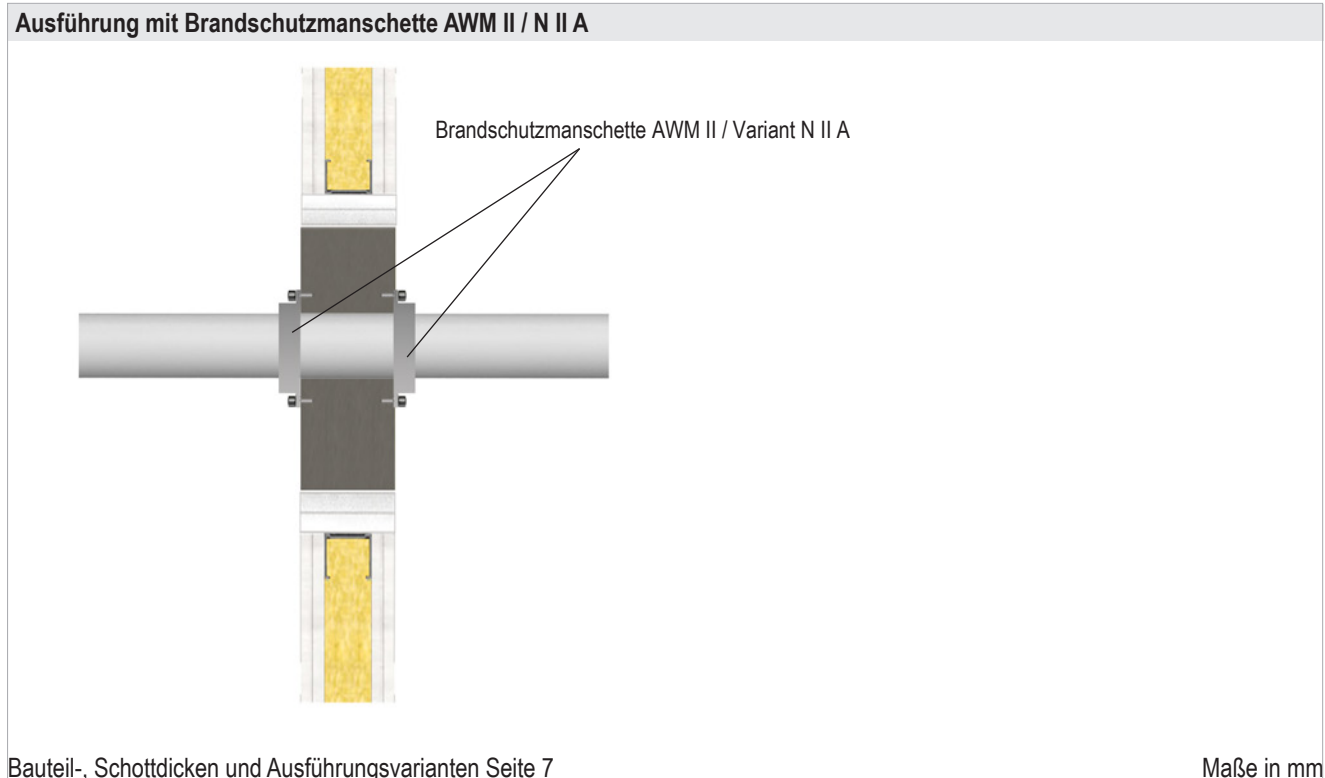 Ausführung mit Brandschutzmanschette AWM II / N II A
Brandschutzmanschette AWM II / Variant N II A
Bauteil-, Schottdicken und Ausführungsvarianten Seite 7
Maße in mm